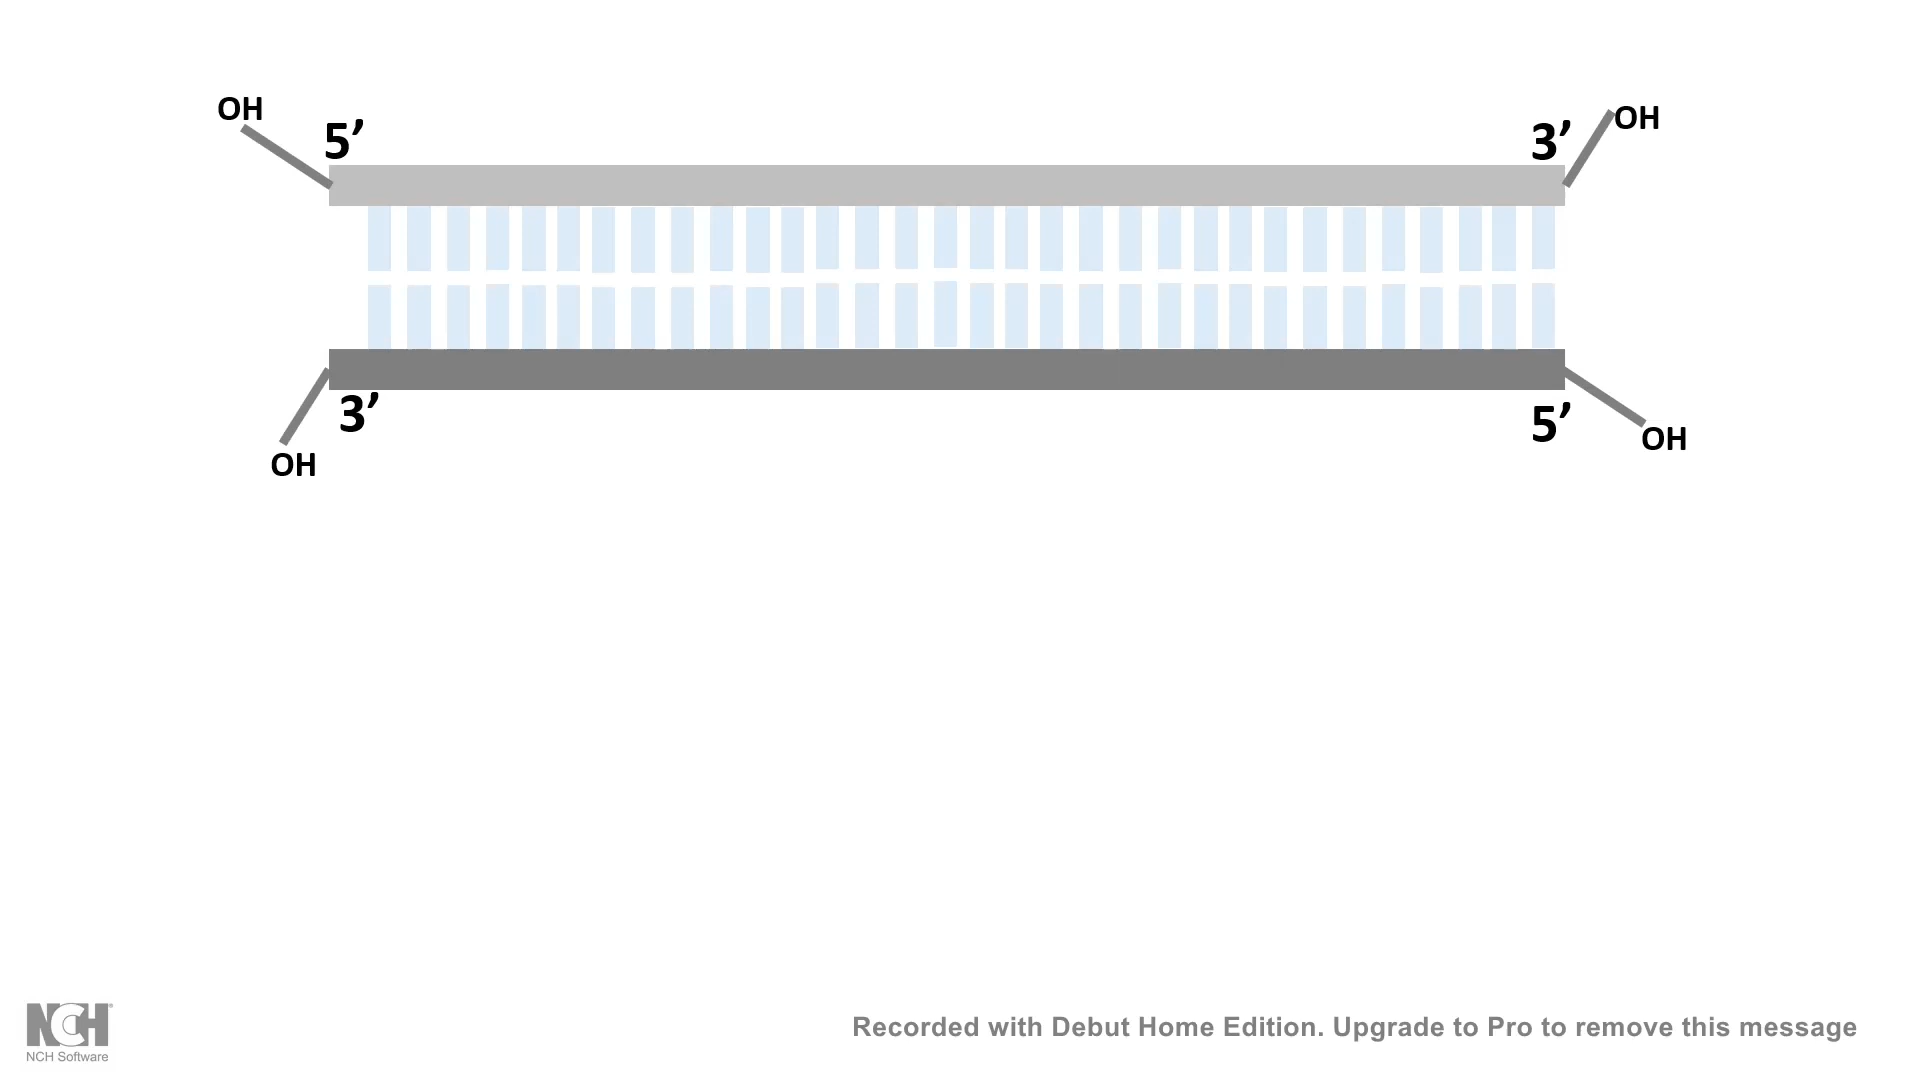 OH
5’
3’
OH
3’
5’
OH
OH
NCH
NCH Software
Recorded with Debut Home Edition. Upgrade to Pro to remove this message